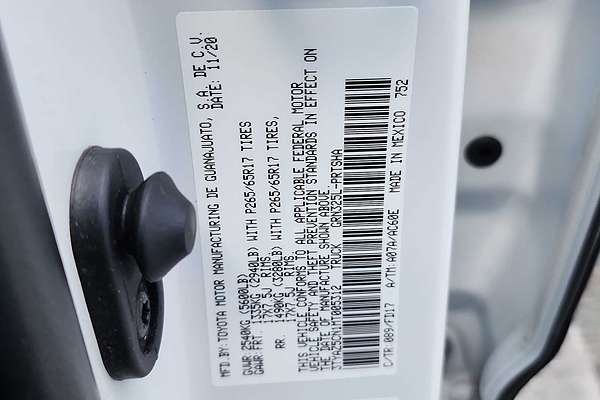 MFD.BY:TOYOTA MOTOR MANUFACTURING DE GUANAJUATO, S.A. DE C.V.
DATE: 11/20
GVWR 2540KG (5600LB)
GAWR FRT. 1335KG (2940LB) WITH P265/65R17 TIRES
17X7.5J RIMS,
RR. 1490KG (3280LB) WITH P265/65R17 TIRES,
17X7.5J RIMS
THIS VEHICLE CONFORMS TO ALL APPLICABLE FEDERAL MOTOR
VEHICLE SAFETY AND THEFT PREVENTION STANDARDS IN EFFECT ON
THE DATE OF MANUFACTURE SHOWN ABOVE.
TRUCK GRN325L-PRTSHA
C/TR: 089/FD17 A/TM: A07A/AC60E MADE IN MEXICO 752